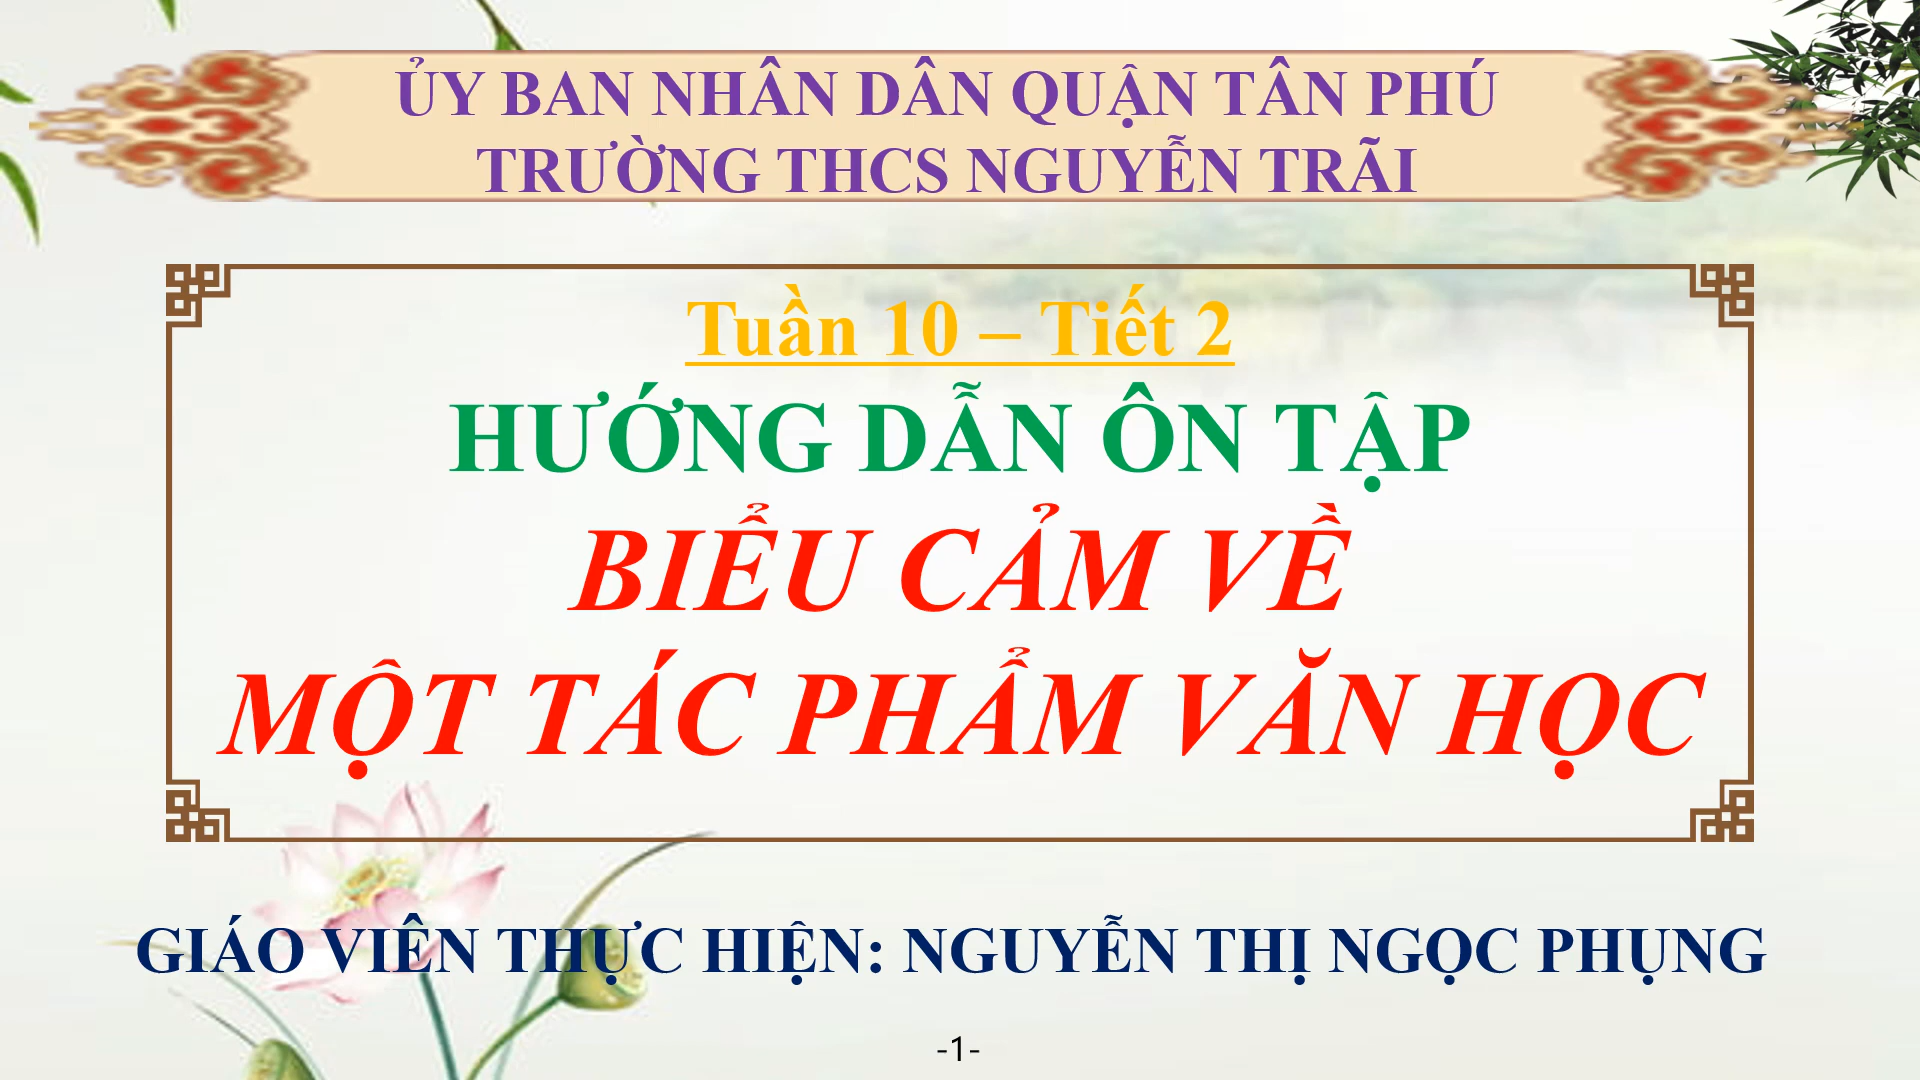 ỦY BAN NHÂN DÂN QUẬN TÂN PHÚ
TRƯỜNG THCS NGUYỄN TRÃI
Tuần 10 – Tiết 2
HƯỚNG DẪN ÔN TẬP
BIỂU CẢM VỀ
MỘT TÁC PHẨM VĂN HỌC
GIÁO VIÊN THỰC HIỆN: NGUYỄN THỊ NGỌC PHỤNG
-1-